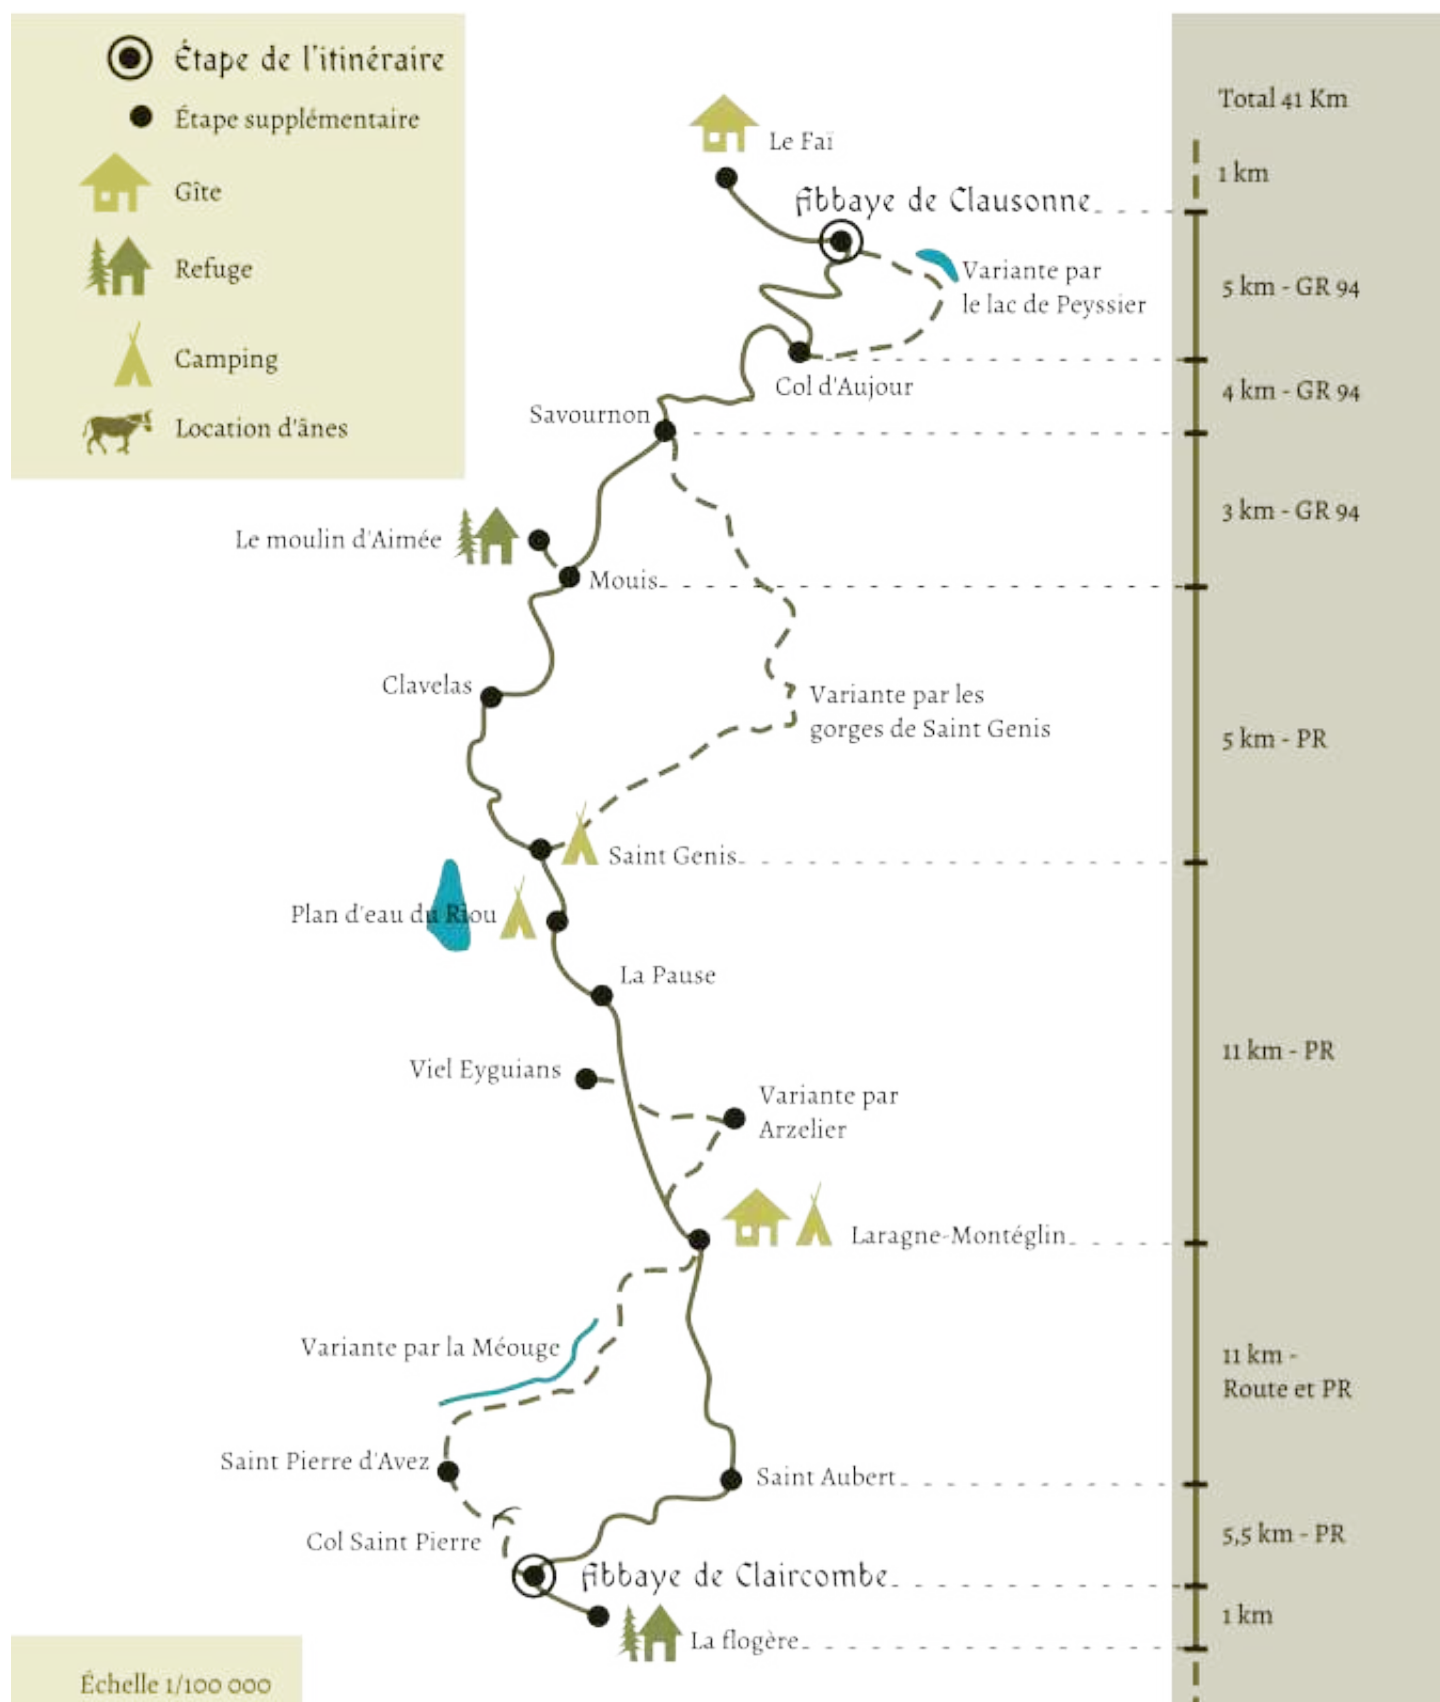 Étape de l'itinéraire
Étape supplémentaire
Gîte
Refuge
Camping
Location d'ânes
Total 41 Km
Le Faï
1 km
Abbaye de Clausonne
Variante par
le lac de Peyssier
5 km - GR 94
Col d'Aujour
4 km - GR 94
Savournon
3 km - GR 94
Le moulin d'Aimée
Mouis
Clavelas
Variante par les
gorges de Saint Genis
5 km - PR
Saint Genis
Plan d'eau du Riou
La Pause
11 km - PR
Viel Eyguians
Variante par
Arzelier
Laragne-Montéglin
Variante par la Méouge
11 km -
Route et PR
Saint Pierre d'Avez
Saint Aubert
Col Saint Pierre
5,5 km - PR
Abbaye de Claircombe
1 km
La flogère
Échelle 1/100 000